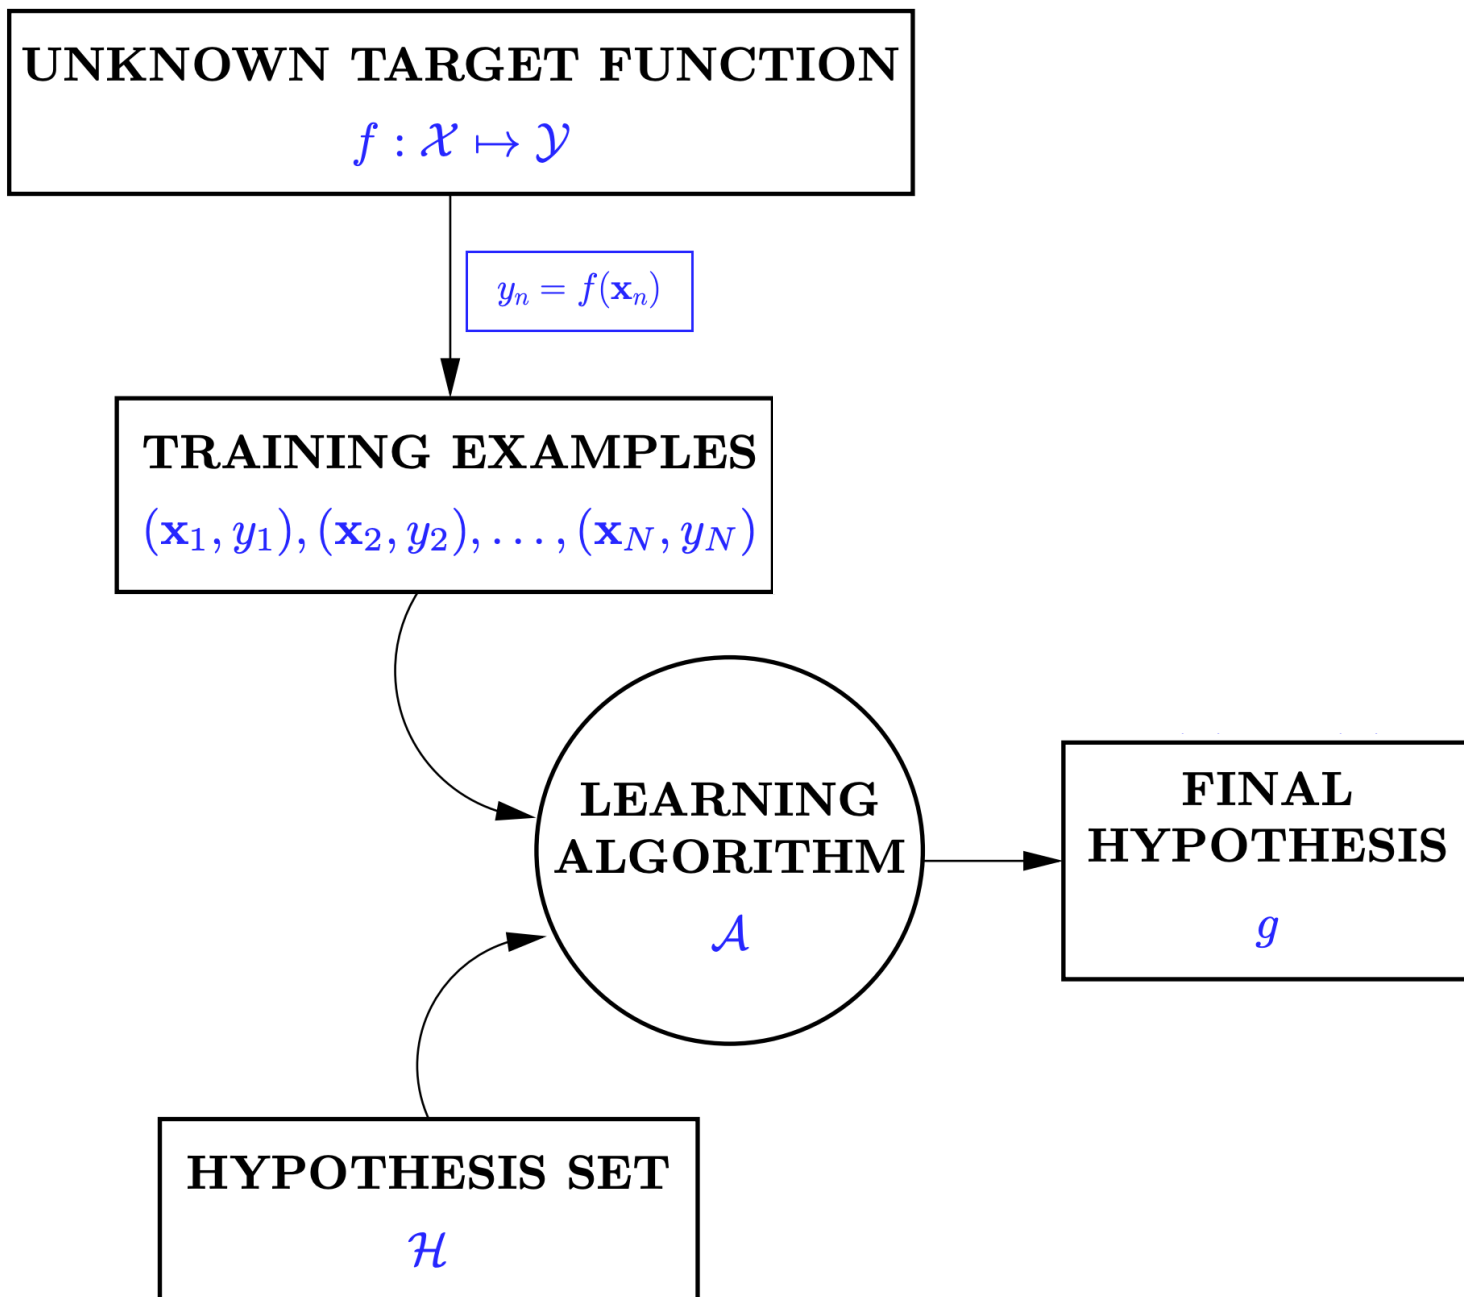 UNKNOWN TARGET FUNCTION
f : 𝒳 ↦ 𝒴
yₙ = f(𝐱ₙ)
TRAINING EXAMPLES
(𝐱₁, y₁), (𝐱₂, y₂), . . . , (𝐱_N, y_N)
LEARNING
ALGORITHM
𝒜
FINAL
HYPOTHESIS
g
HYPOTHESIS SET
ℋ